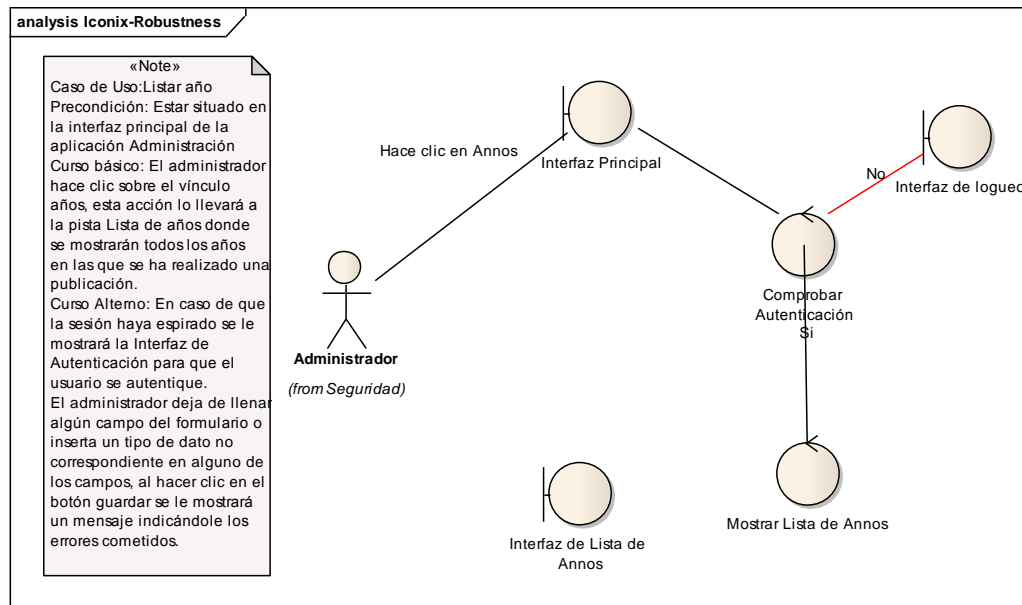 analysis Iconix-Robustness
«Note»
Caso de Uso:Listar año
Precondición: Estar situado en
la interfaz principal de la
aplicación Administración
Curso básico: El administrador
hace clic sobre el vínculo
años, esta acción lo llevará a
la pista Lista de años donde
se mostrarán todos los años
en las que se ha realizado una
publicación.
Curso Alterno: En caso de que
la sesión haya espirado se le
mostrará la Interfaz de
Autenticación para que el
usuario se autentique.
El administrador deja de llenar
algún campo del formulario o
inserta un tipo de dato no
correspondiente en alguno de
los campos, al hacer clic en el
botón guardar se le mostrará
un mensaje indicándole los
errores cometidos.
Hace clic en Annos
Interfaz Principal
No
Interfaz de logueo
Administrador
(from Seguridad)
Comprobar
Autenticación
Si
Interfaz de Lista de
Annos
Mostrar Lista de Annos